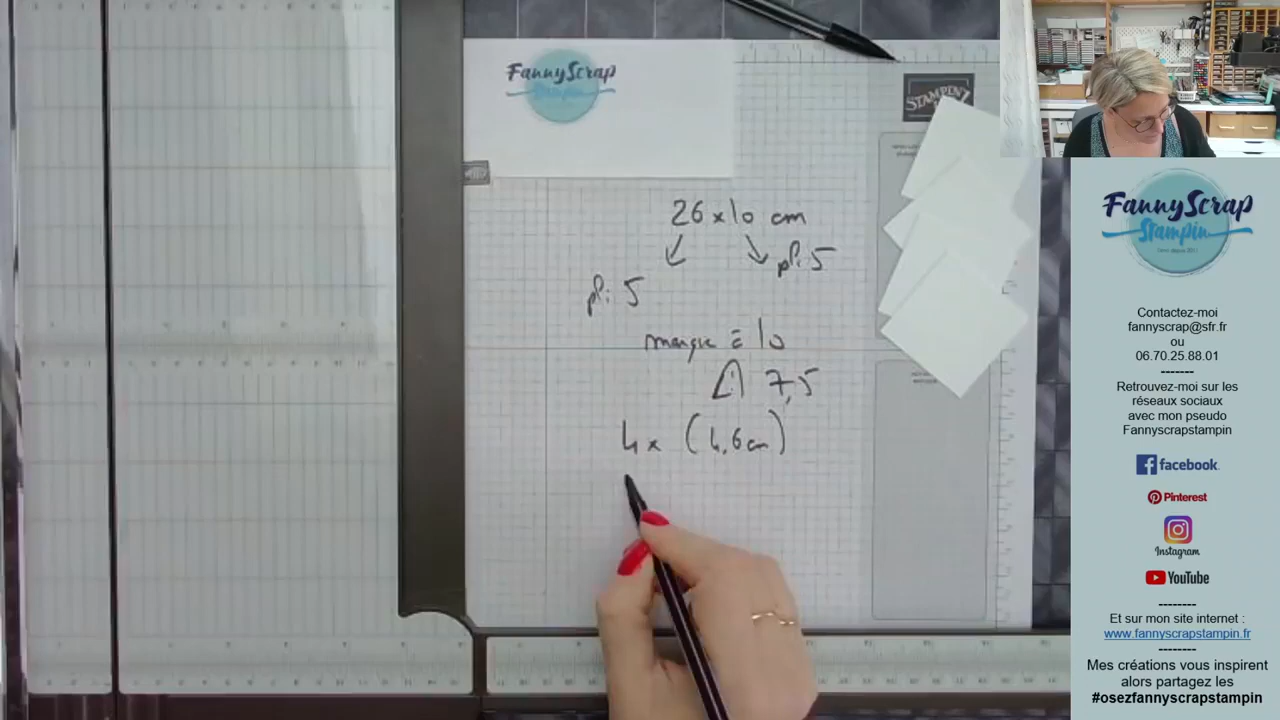 FannyScrap
Stampin
26 x 10 cm
pli 5
pli 5
marque à 10
7,5
4 x (4,6 cm)
FannyScrap
Stampin
Contactez-moi
fannyscrap@sfr.fr
ou
06.70.25.88.01
-------
Retrouvez-moi sur les
réseaux sociaux
avec mon pseudo
Fannyscrapstampin
facebook.
Pinterest
Instagram
YouTube
--------
Et sur mon site internet :
www.fannyscrapstampin.fr
--------
Mes créations vous inspirent
alors partagez les
#osezfannyscrapstampin